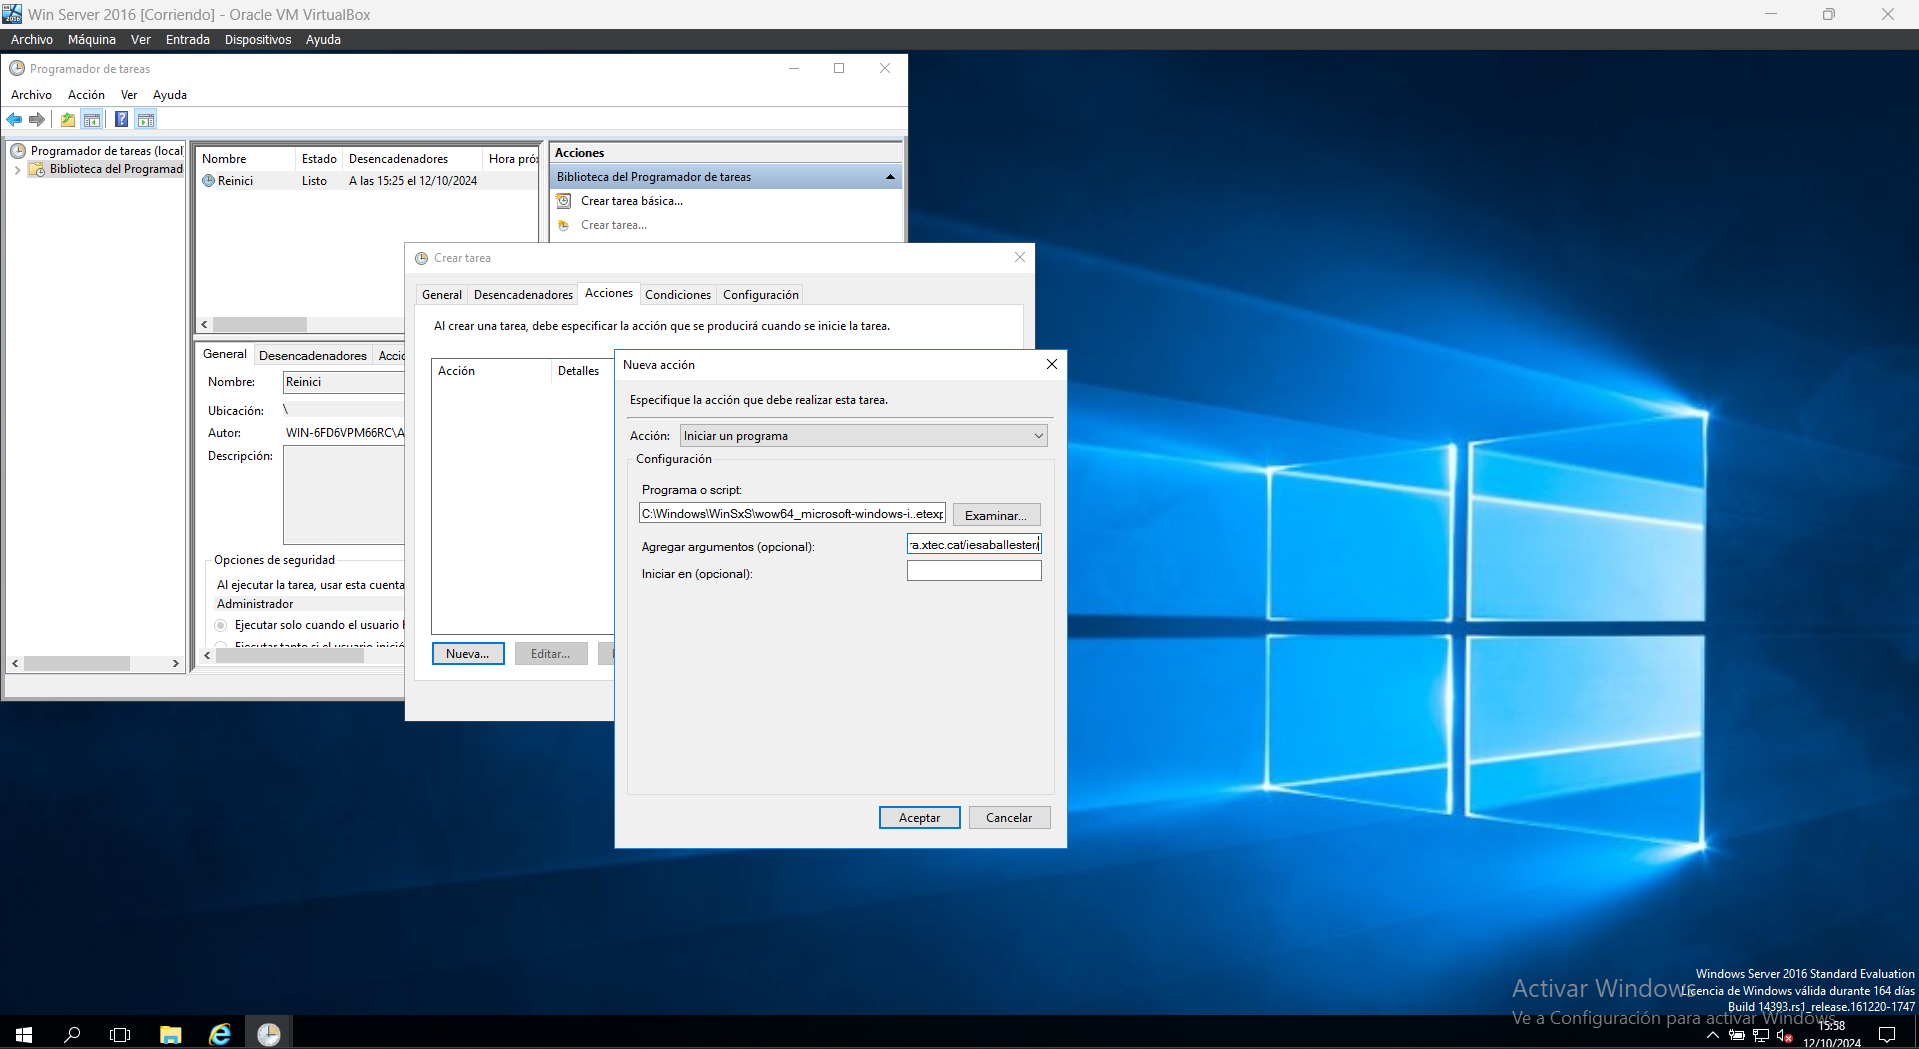 Win Server 2016 [Corriendo] - Oracle VM VirtualBox
Archivo Máquina Ver Entrada Dispositivos Ayuda
Programador de tareas
Archivo Acción Ver Ayuda
Programador de tareas (local
Biblioteca del Programad
Nombre Estado Desencadenadores Hora pró
Reinici Listo A las 15:25 el 12/10/2024
Acciones
Biblioteca del Programador de tareas
Crear tarea básica...
Crear tarea...
General Desencadenadores Accio
Nombre: Reinici
Ubicación: \
Autor: WIN-6FD6VPM66RC\A
Descripción:
Opciones de seguridad
Al ejecutar la tarea, usar esta cuenta
Administrador
Ejecutar solo cuando el usuario h
Ejecutar tanto si el usuario inició
Crear tarea
General Desencadenadores Acciones Condiciones Configuración
Al crear una tarea, debe especificar la acción que se producirá cuando se inicie la tarea.
Acción Detalles
Nueva... Editar...
Nueva acción
Especifique la acción que debe realizar esta tarea.
Acción: Iniciar un programa
Configuración
Programa o script:
C:\Windows\WinSxS\wow64_microsoft-windows-i..etexp
Examinar...
Agregar argumentos (opcional): ra.xtec.cat/iesaballester/
Iniciar en (opcional):
Aceptar Cancelar
Activar Windows
Ve a Configuración para activar Windows.
Windows Server 2016 Standard Evaluation
Licencia de Windows válida durante 164 días
Build 14393.rs1_release.161220-1747
15:58
12/10/2024